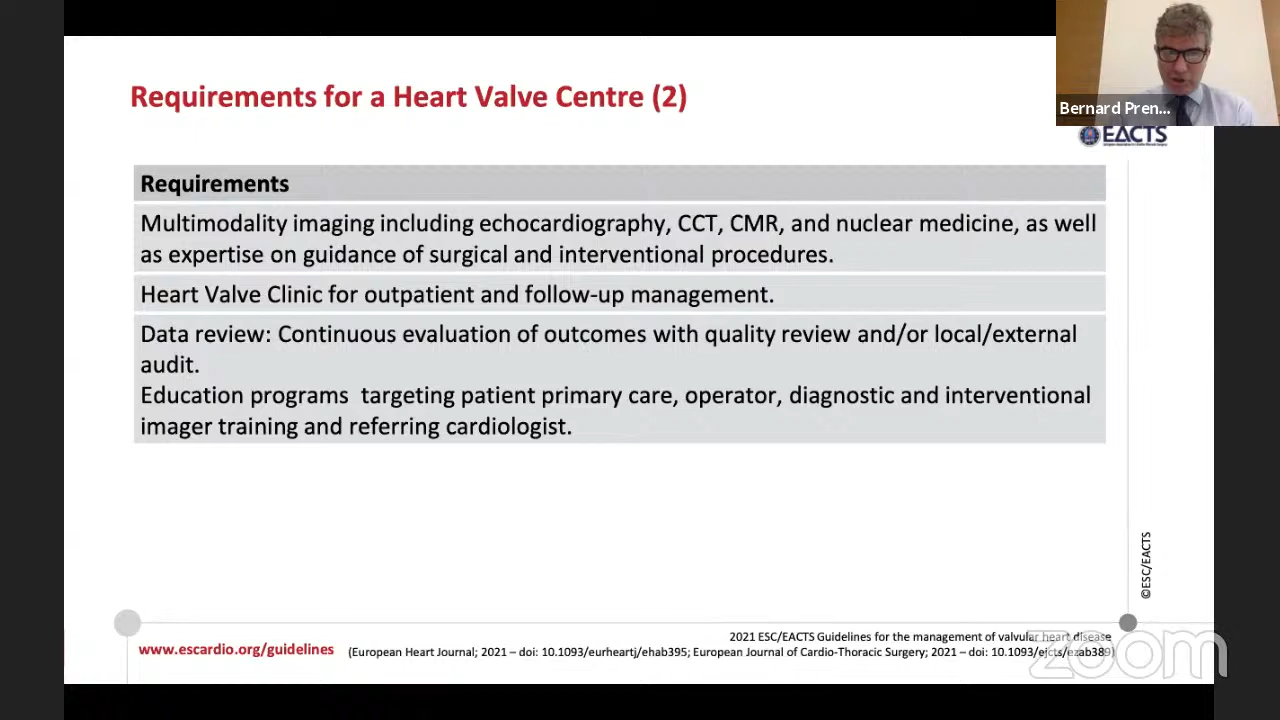 Requirements for a Heart Valve Centre (2)
Bernard Pren...
EACTS
Requirements
Multimodality imaging including echocardiography, CCT, CMR, and nuclear medicine, as well
as expertise on guidance of surgical and interventional procedures.
Heart Valve Clinic for outpatient and follow-up management.
Data review: Continuous evaluation of outcomes with quality review and/or local/external
audit.
Education programs targeting patient primary care, operator, diagnostic and interventional
imager training and referring cardiologist.
©ESC/EACTS
www.escardio.org/guidelines
2021 ESC/EACTS Guidelines for the management of valvular heart disease
(European Heart Journal; 2021 – doi: 10.1093/eurheartj/ehab395; European Journal of Cardio-Thoracic Surgery; 2021 – doi: 10.1093/ejcts/ezab389)
zoom